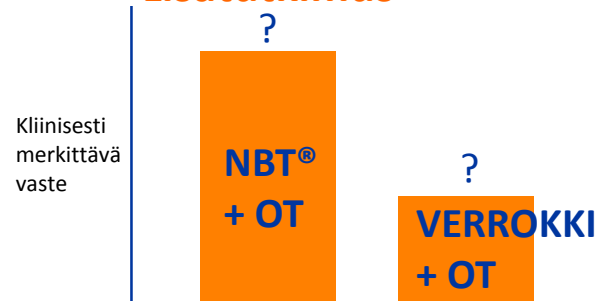 ?
Kliinisesti
merkittävä
vaste
NBT®
+ OT
?
VERROKKI
+ OT